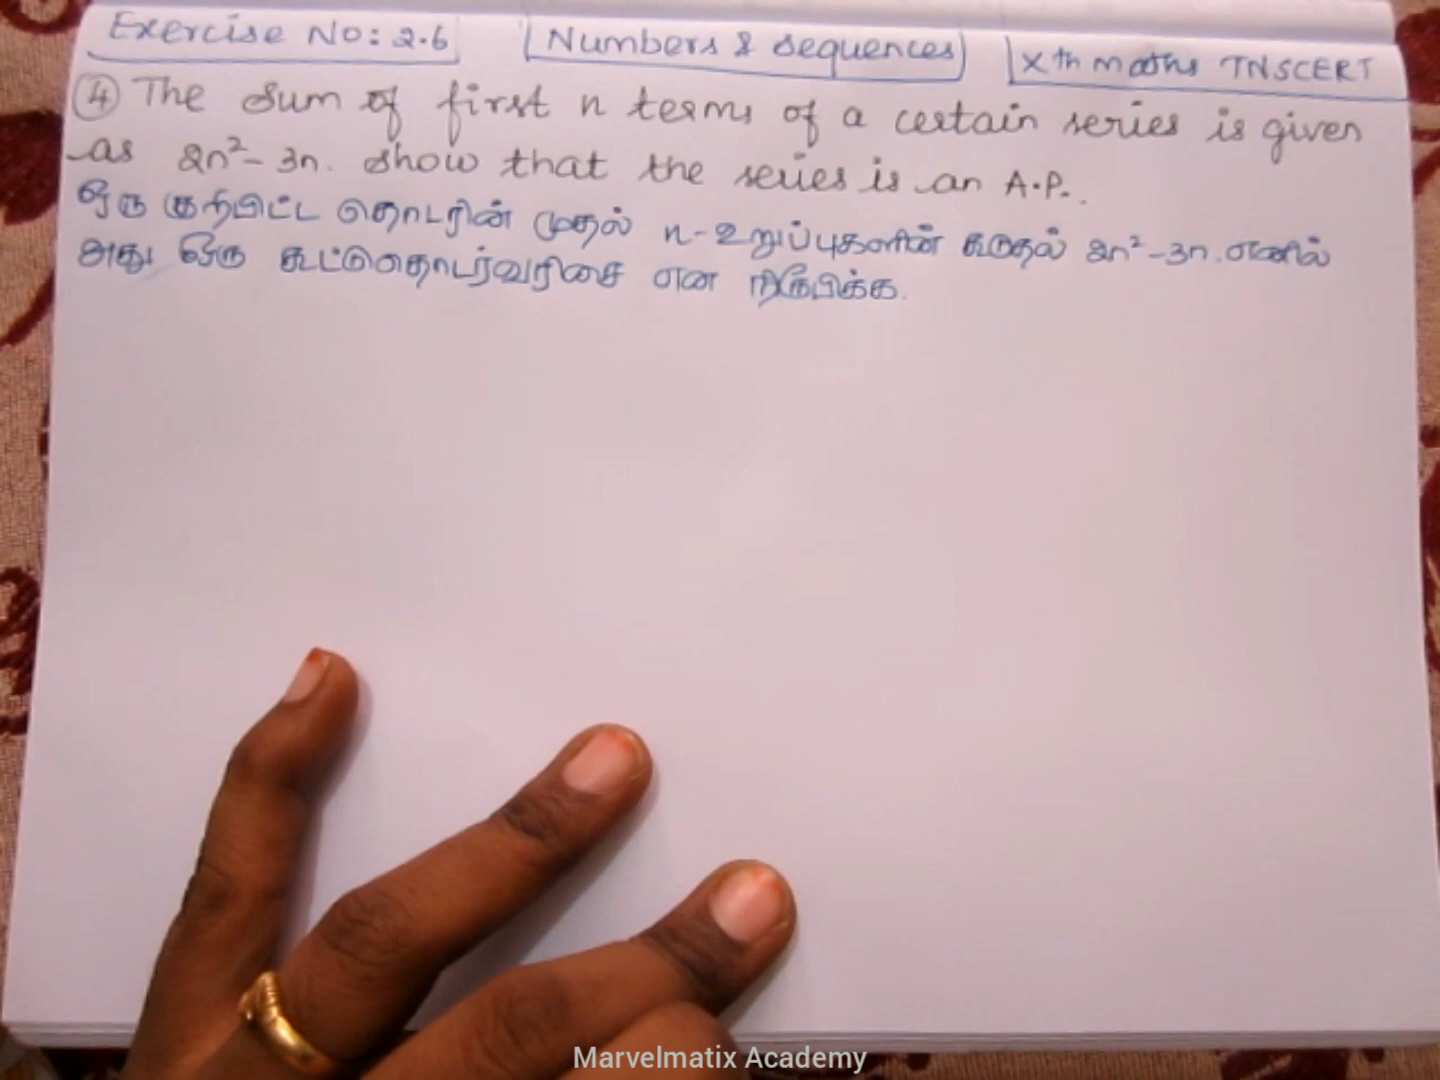 Exercise No: 2.6 Numbers & Sequences Xth maths TNSCERT
④ The Sum of first n terms of a certain series is given
as 2n²- 3n. Show that the series is an A.P..
ஒரு குறிப்பிட்ட தொடரின் முதல் n-உறுப்புகளின் கூடுதல் 2n²-3n. எனில்
அது ஒரு கூட்டுதொடர்வரிசை என நிரூபிக்க.
Marvelmatix Academy